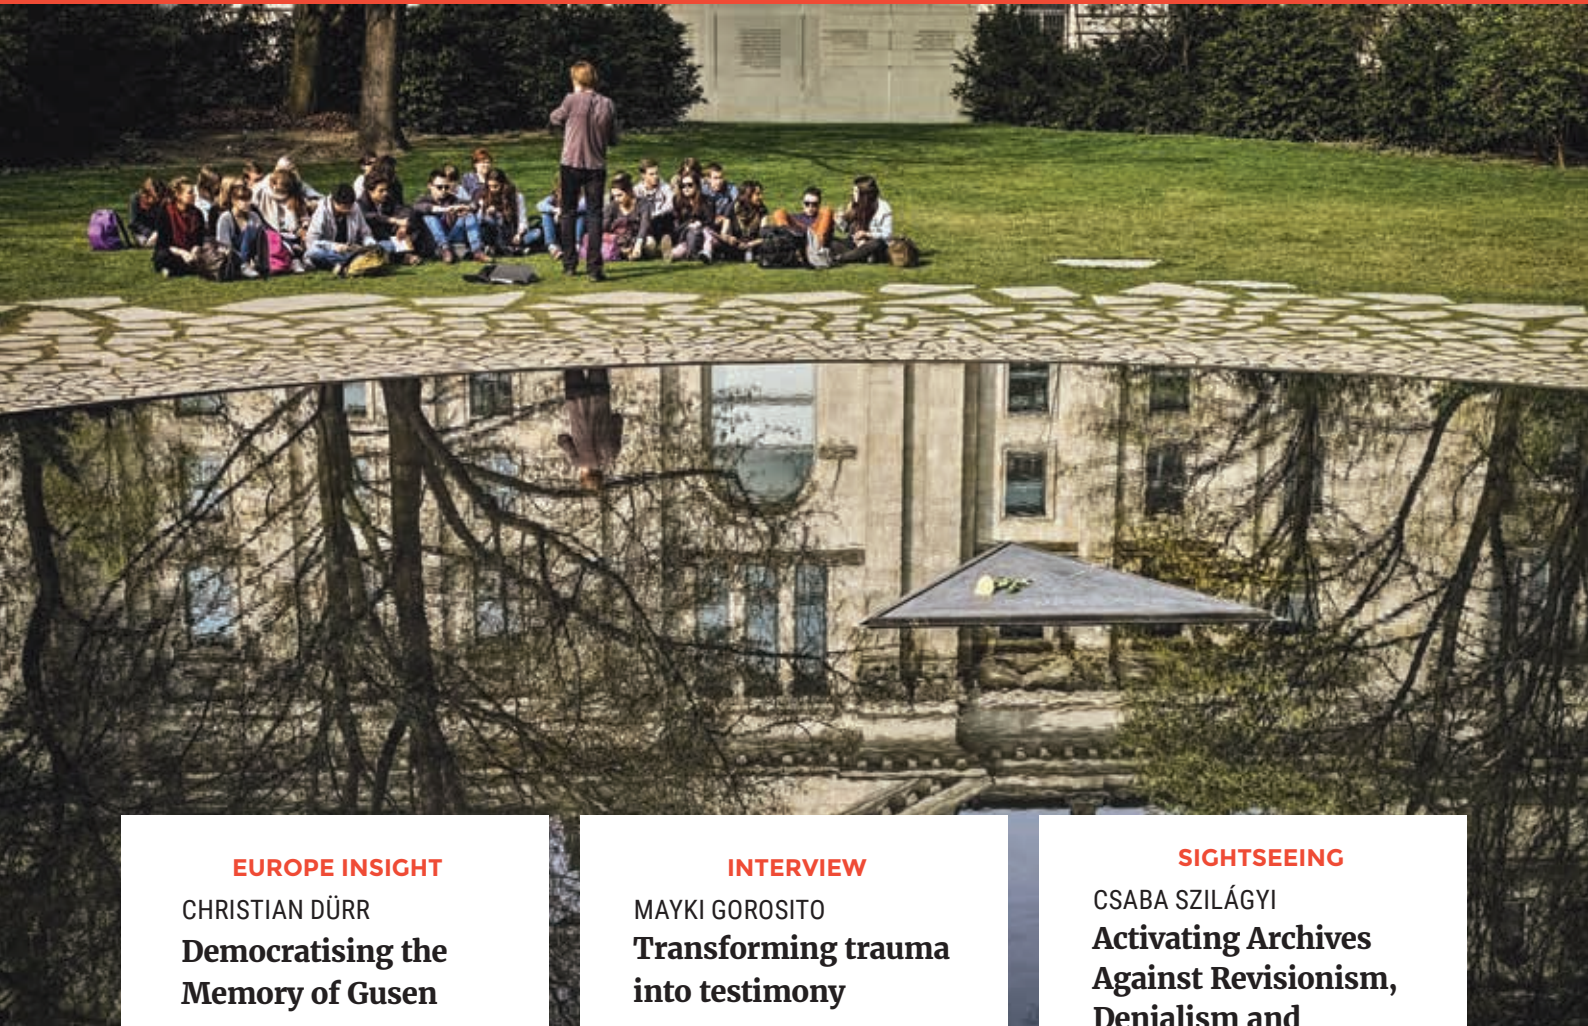 EUROPE INSIGHT
CHRISTIAN DÜRR
Democratising the
Memory of Gusen
INTERVIEW
MAYKI GOROSITO
Transforming trauma
into testimony
SIGHTSEEING
CSABA SZILÁGYI
Activating Archives
Against Revisionism,
Denialism and